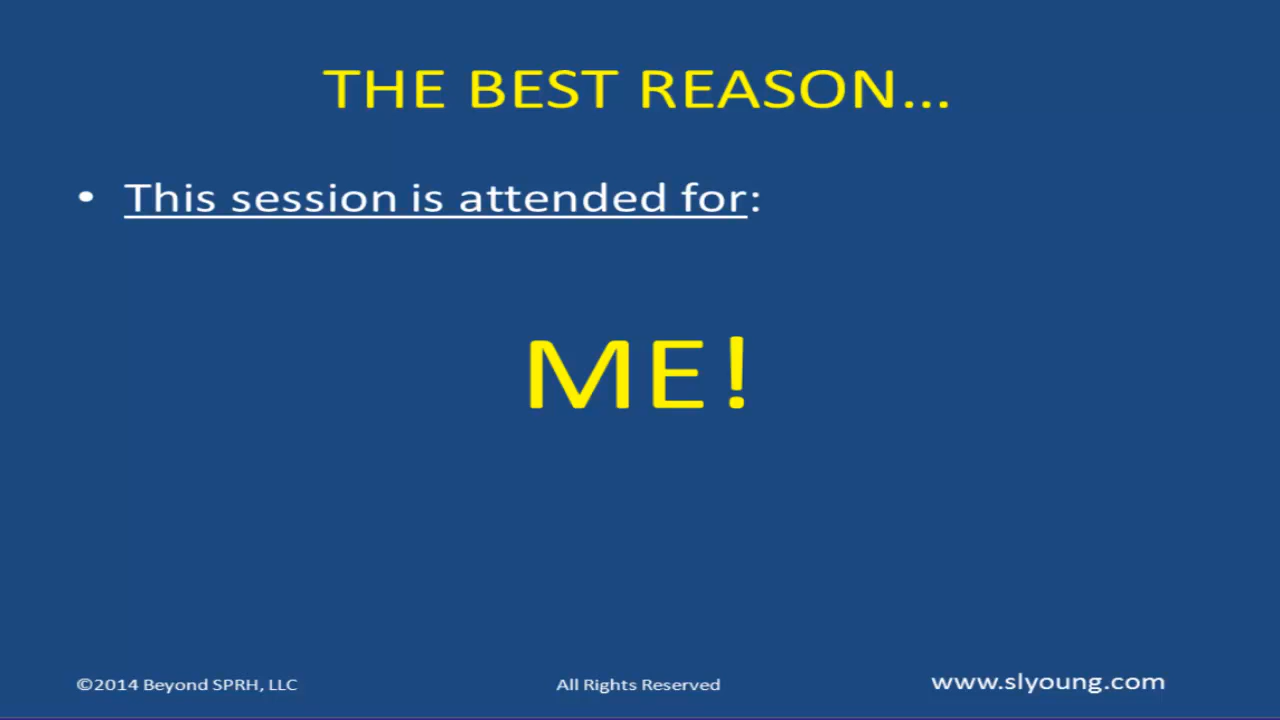 THE BEST REASON...
• This session is attended for:
ME!
©2014 Beyond SPRH, LLC
All Rights Reserved
www.slyoung.com